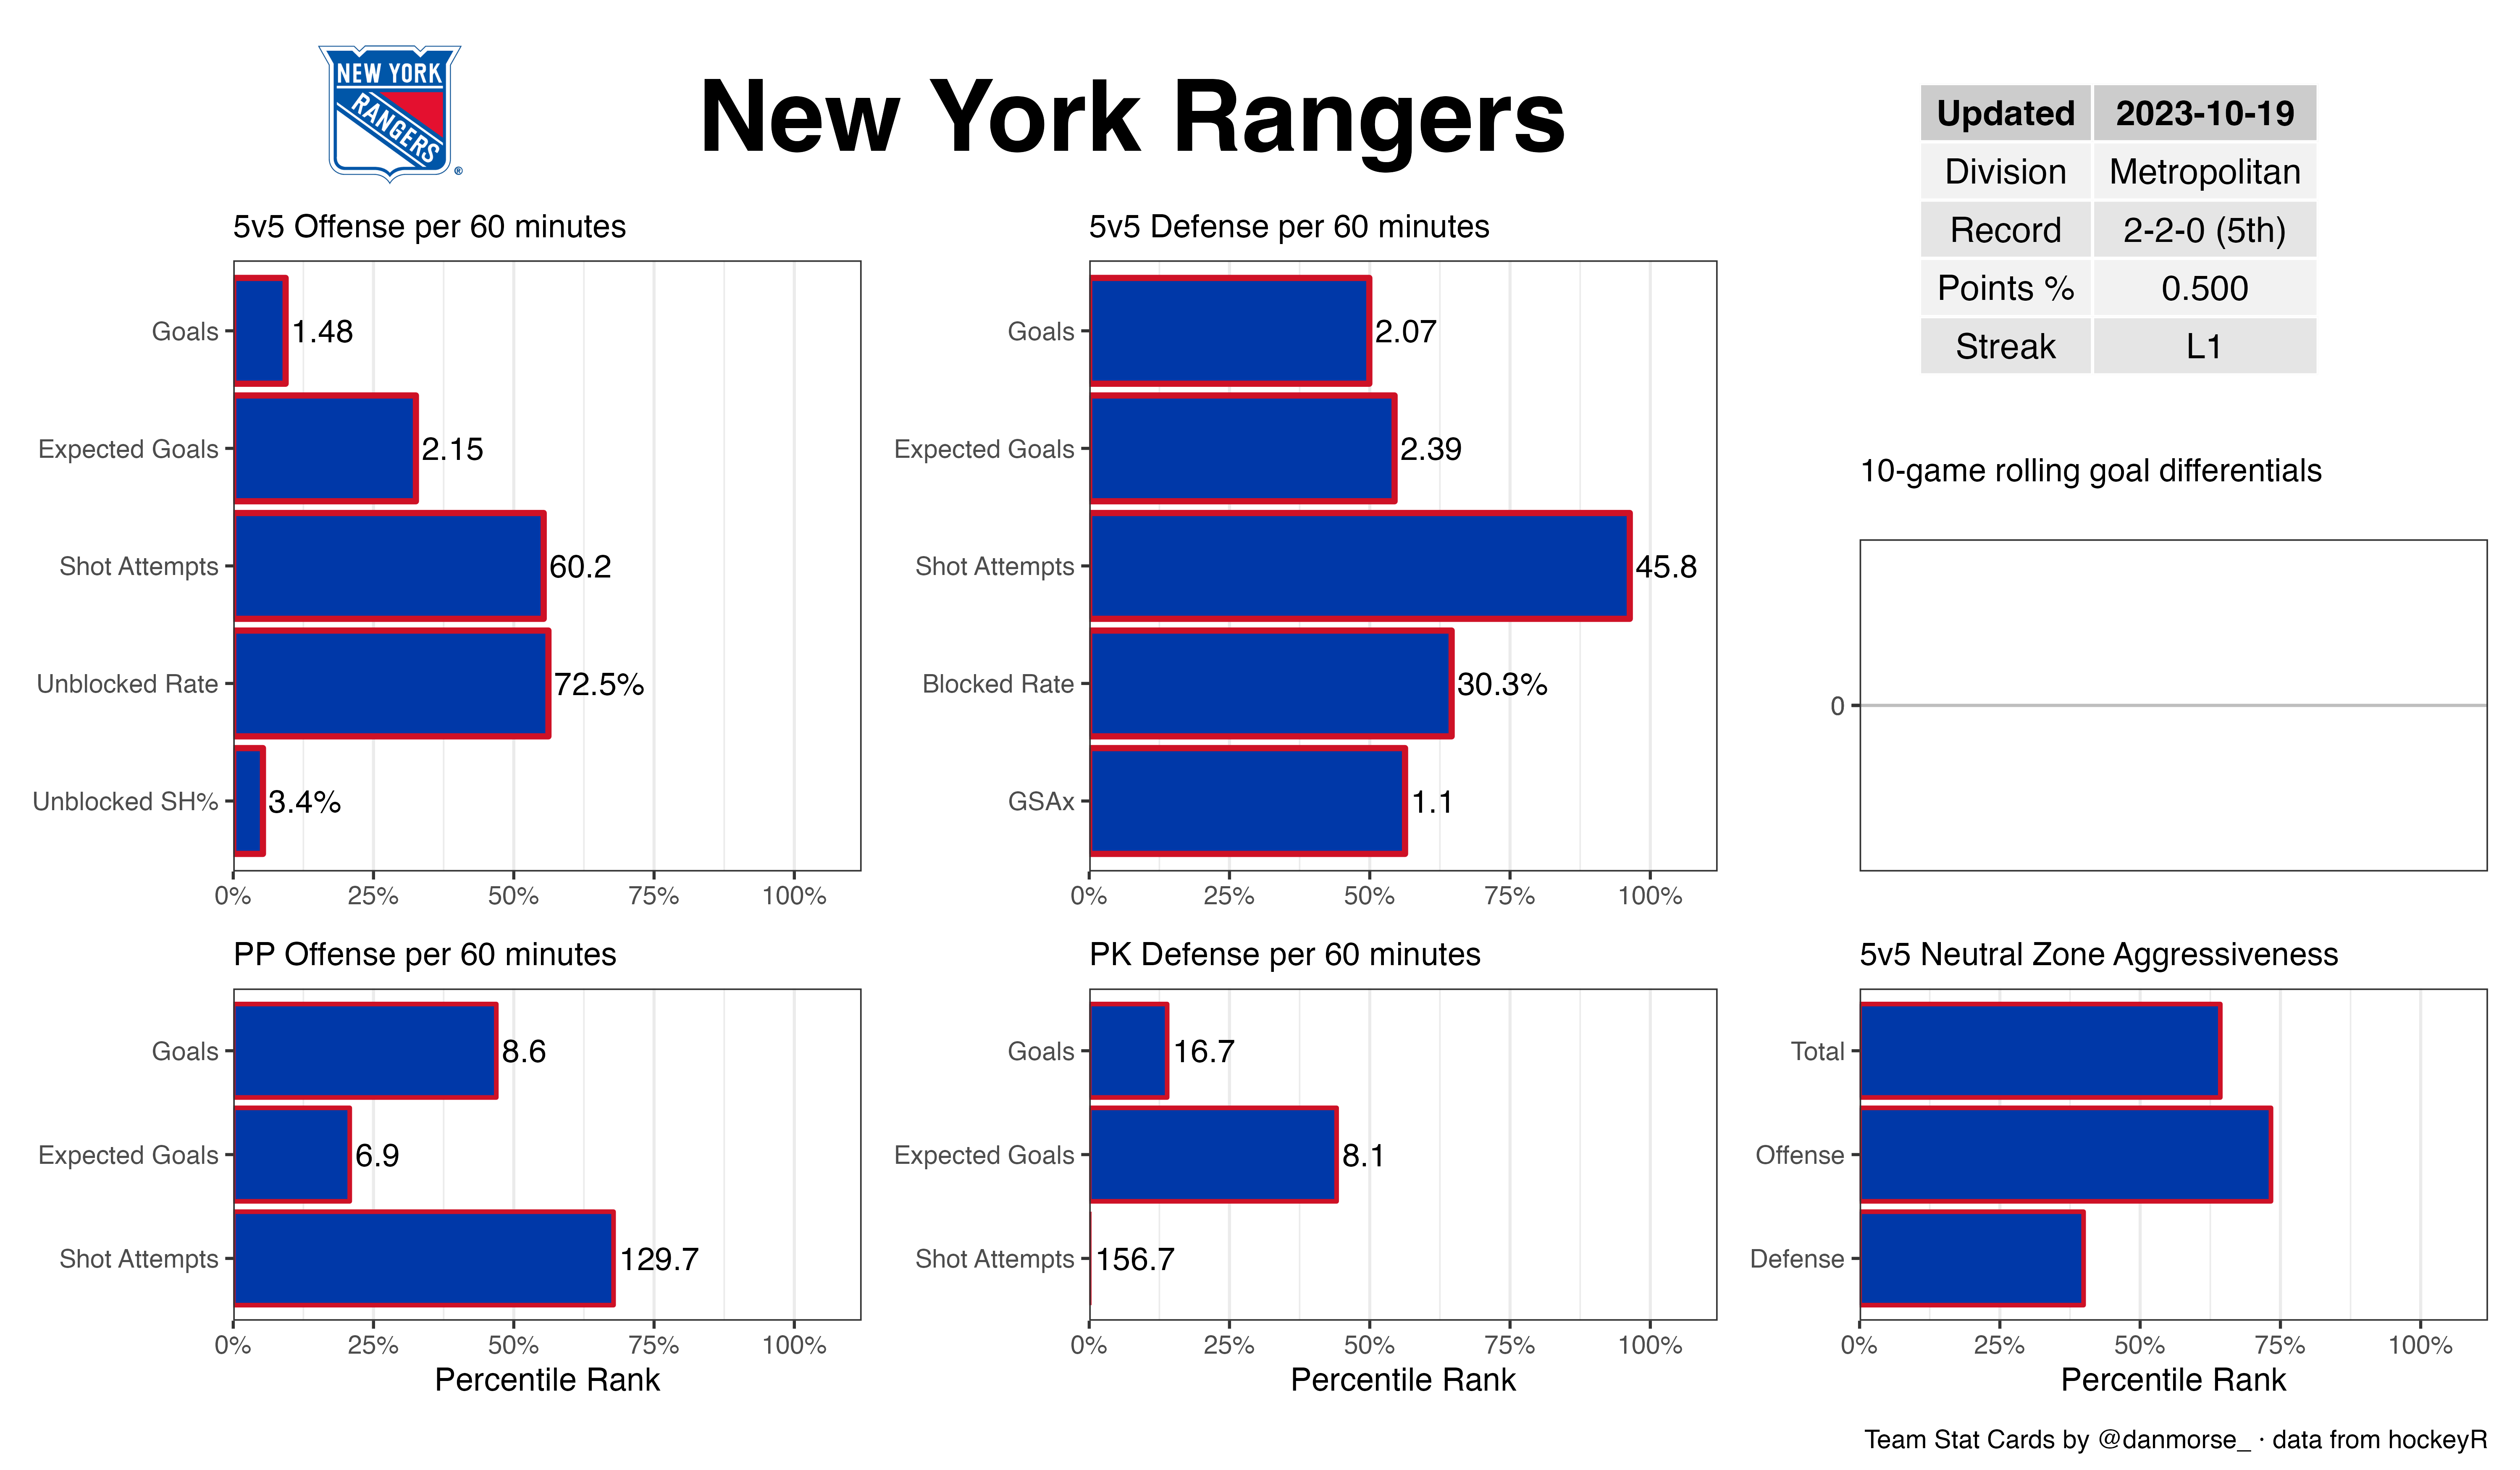 NEW YORK
RANGERS
®
New York Rangers
Updated 2023-10-19
Division Metropolitan
Record 2-2-0 (5th)
Points % 0.500
Streak L1
5v5 Offense per 60 minutes
Goals 1.48
Expected Goals 2.15
Shot Attempts 60.2
Unblocked Rate 72.5%
Unblocked SH% 3.4%
0% 25% 50% 75% 100%
5v5 Defense per 60 minutes
Goals 2.07
Expected Goals 2.39
Shot Attempts 45.8
Blocked Rate 30.3%
GSAx 1.1
0% 25% 50% 75% 100%
10-game rolling goal differentials
0
PP Offense per 60 minutes
Goals 8.6
Expected Goals 6.9
Shot Attempts 129.7
0% 25% 50% 75% 100%
Percentile Rank
PK Defense per 60 minutes
Goals 16.7
Expected Goals 8.1
Shot Attempts 156.7
0% 25% 50% 75% 100%
Percentile Rank
5v5 Neutral Zone Aggressiveness
Total
Offense
Defense
0% 25% 50% 75% 100%
Percentile Rank
Team Stat Cards by @danmorse_ · data from hockeyR